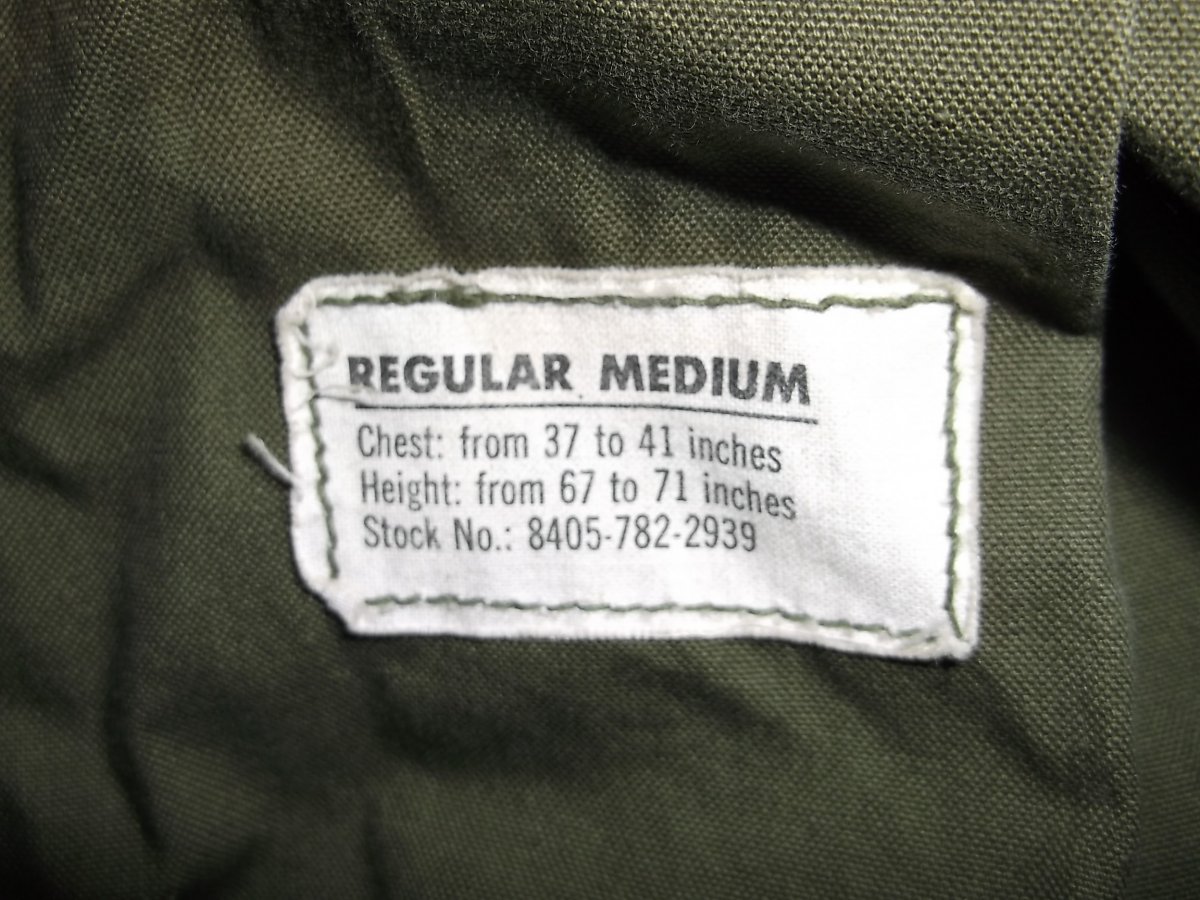 REGULAR MEDIUM
Chest: from 37 to 41 inches
Height: from 67 to 71 inches
Stock No.: 8405-782-2939